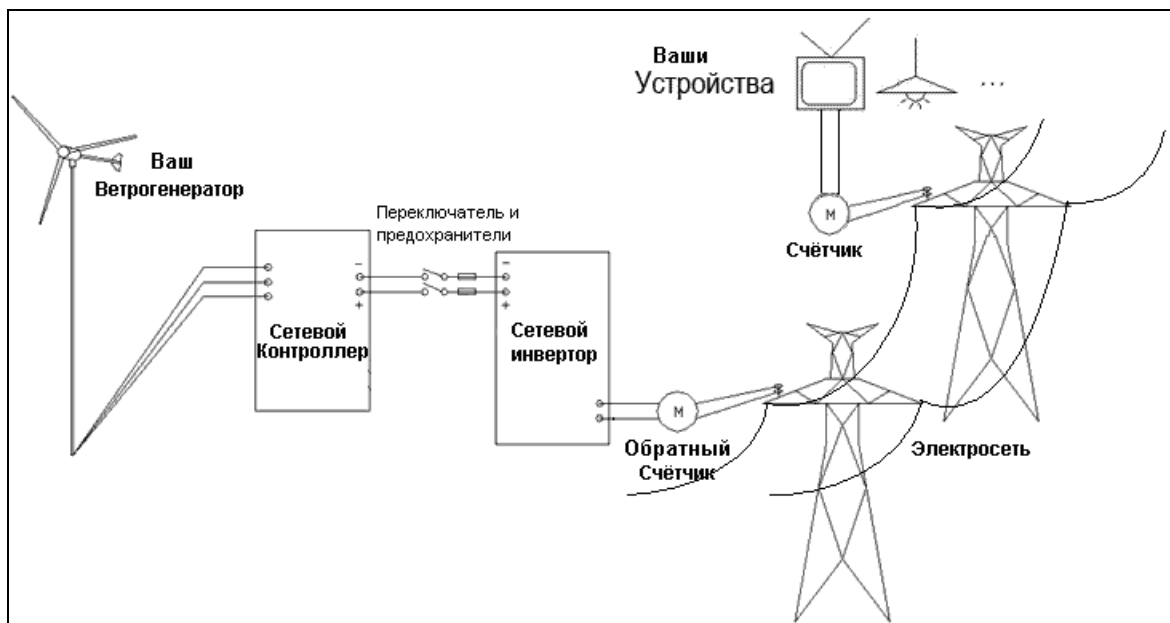 Ваши
Устройства
...
Ваш
Ветрогенератор
Переключатель и
предохранители
M
Счётчик
−
−
+
+
Сетевой
Контроллер
Сетевой
инвертор
M
Обратный
Счётчик
Электросеть